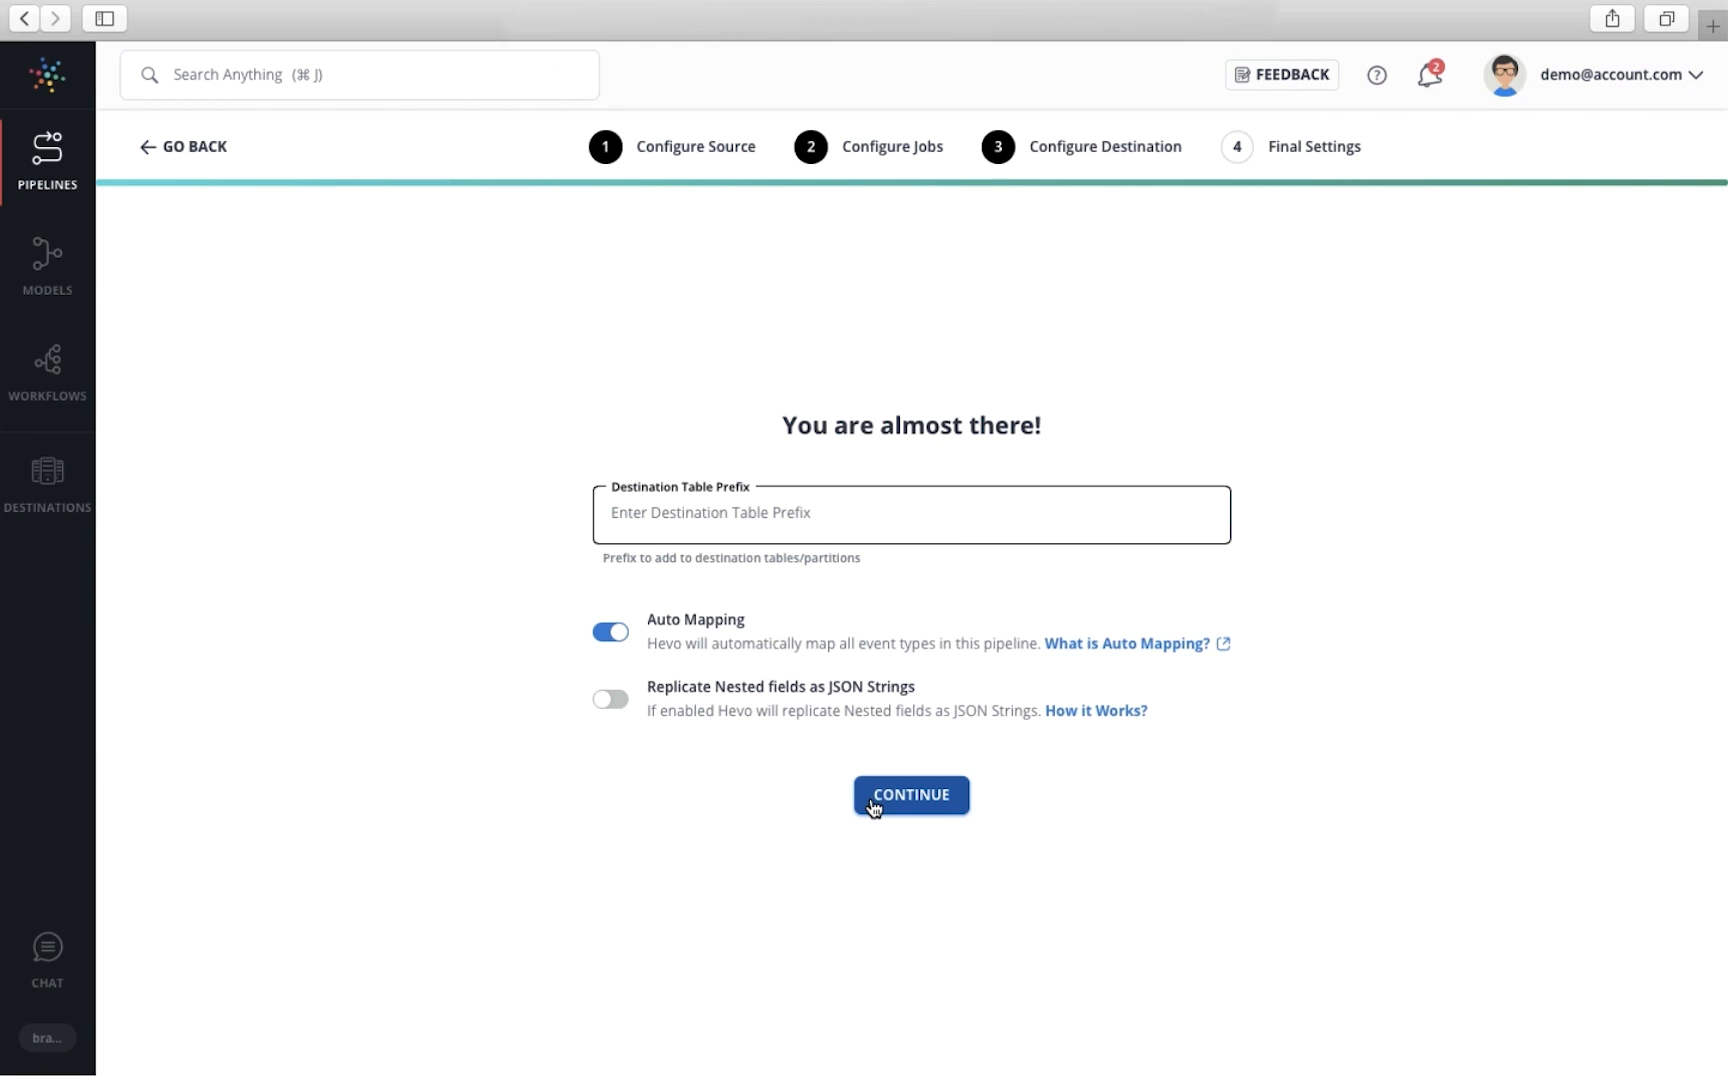 Search Anything (⌘ J)
FEEDBACK
2
demo@account.com
GO BACK
1 Configure Source
2 Configure Jobs
3 Configure Destination
4 Final Settings
PIPELINES
MODELS
WORKFLOWS
DESTINATIONS
You are almost there!
Destination Table Prefix
Enter Destination Table Prefix
Prefix to add to destination tables/partitions
Auto Mapping
Hevo will automatically map all event types in this pipeline. What is Auto Mapping?
Replicate Nested fields as JSON Strings
If enabled Hevo will replicate Nested fields as JSON Strings. How it Works?
CONTINUE
CHAT
bra...